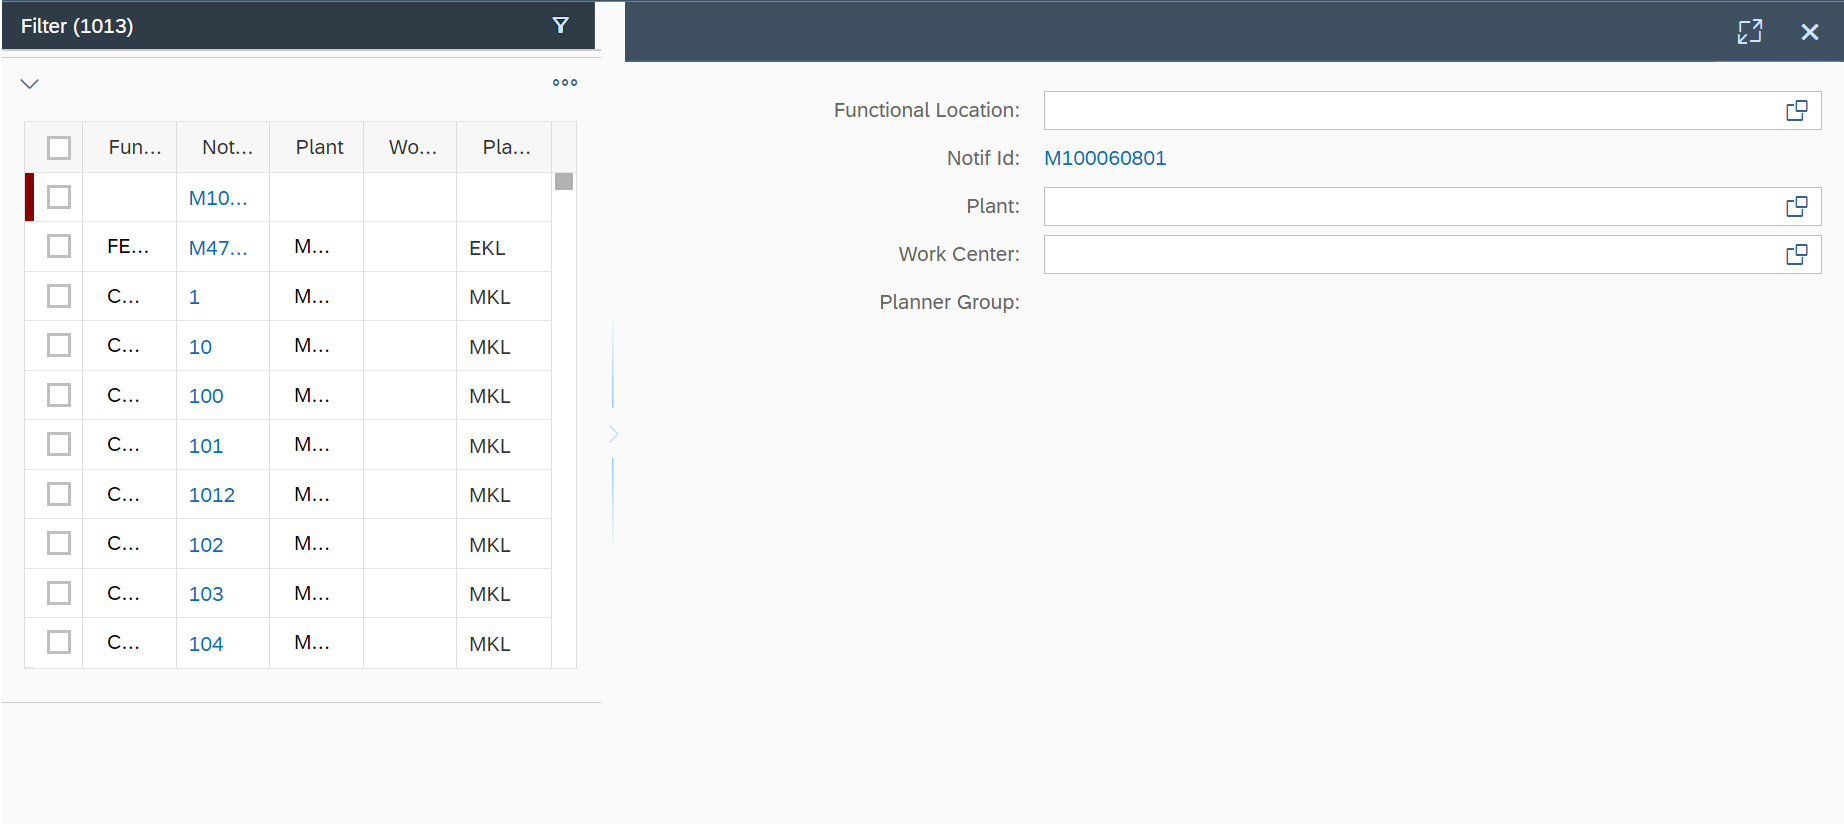 Filter (1013)
Fun... Not... Plant Wo... Pla...
M10...
FE... M47... M... EKL
C... 1 M... MKL
C... 10 M... MKL
C... 100 M... MKL
C... 101 M... MKL
C... 1012 M... MKL
C... 102 M... MKL
C... 103 M... MKL
C... 104 M... MKL
Functional Location:
Notif Id: M100060801
Plant:
Work Center:
Planner Group: